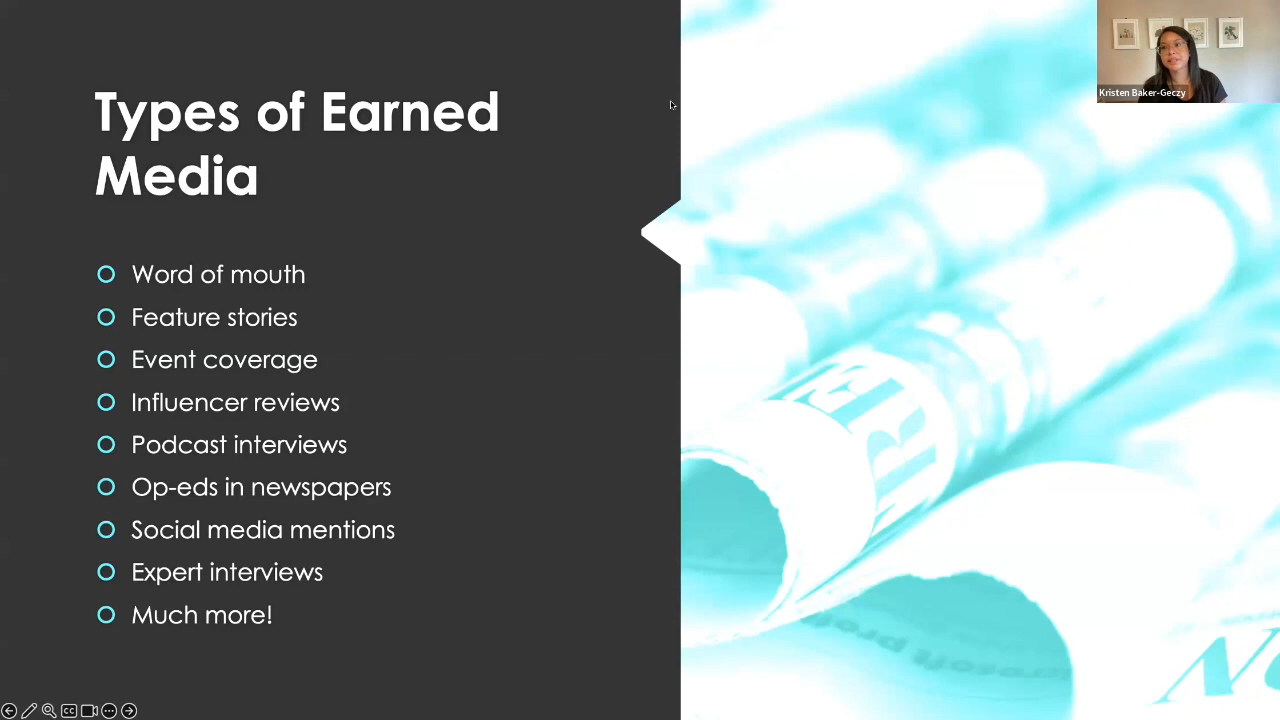 Types of Earned
Media
Word of mouth
Feature stories
Event coverage
Influencer reviews
Podcast interviews
Op-eds in newspapers
Social media mentions
Expert interviews
Much more!
Kristen Baker-Geczy
CC